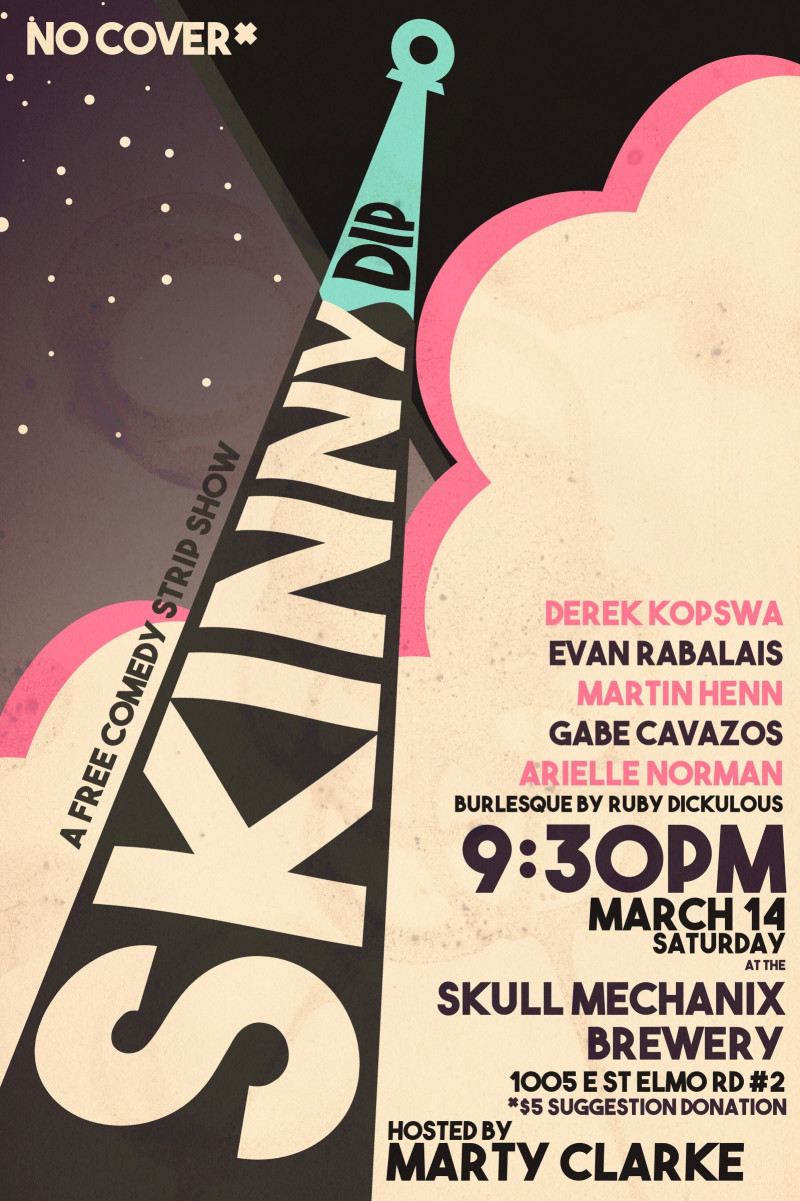 NO COVER*
SKINNY DIP
A FREE COMEDY STRIP SHOW
DEREK KOPSWA
EVAN RABALAIS
MARTIN HENN
GABE CAVAZOS
ARIELLE NORMAN
BURLESQUE BY RUBY DICKULOUS
9:30PM
MARCH 14
SATURDAY
AT THE
SKULL MECHANIX
BREWERY
1005 E ST ELMO RD #2
*$5 SUGGESTION DONATION
HOSTED BY
MARTY CLARKE